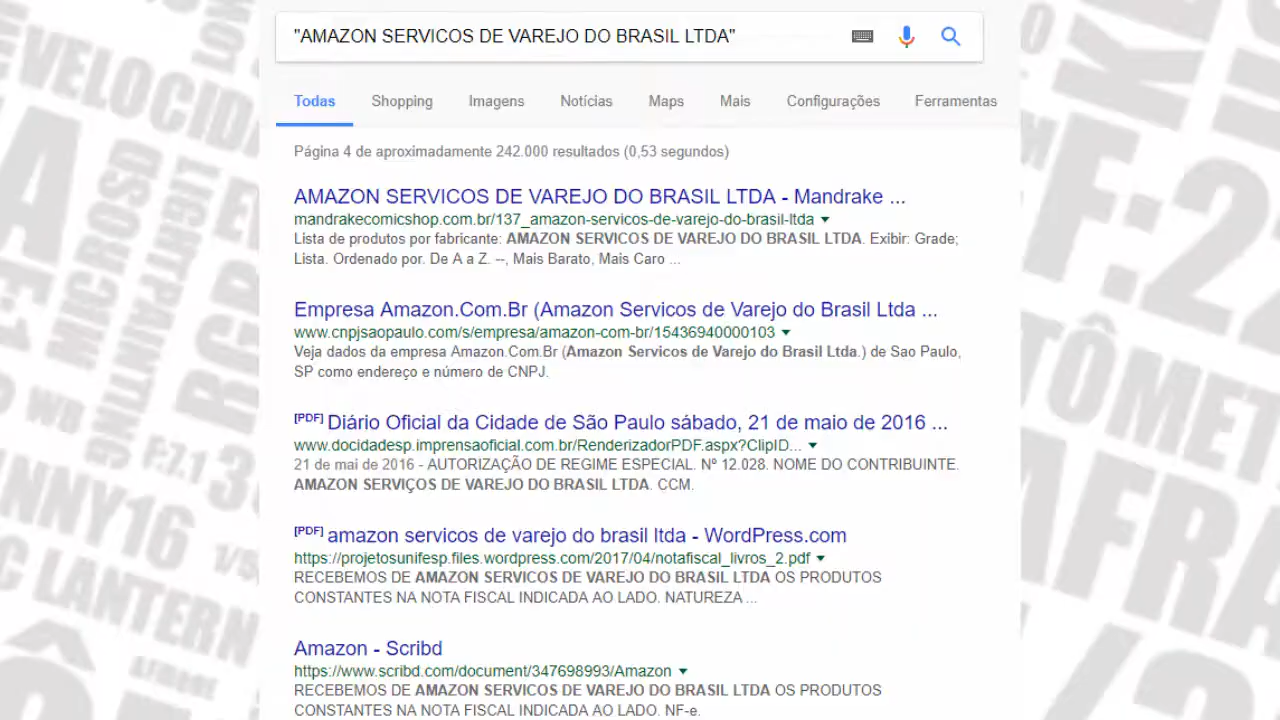 "AMAZON SERVICOS DE VAREJO DO BRASIL LTDA"
Todas Shopping Imagens Notícias Maps Mais Configurações Ferramentas
Página 4 de aproximadamente 242.000 resultados (0,53 segundos)
AMAZON SERVICOS DE VAREJO DO BRASIL LTDA - Mandrake ...
mandrakecomicshop.com.br/137_amazon-servicos-de-varejo-do-brasil-ltda
Lista de produtos por fabricante: AMAZON SERVICOS DE VAREJO DO BRASIL LTDA. Exibir: Grade;
Lista. Ordenado por. De A a Z. --, Mais Barato, Mais Caro ...
Empresa Amazon.Com.Br (Amazon Servicos de Varejo do Brasil Ltda ...
www.cnpjsaopaulo.com/s/empresa/amazon-com-br/15436940000103
Veja dados da empresa Amazon.Com.Br (Amazon Servicos de Varejo do Brasil Ltda.) de Sao Paulo,
SP como endereço e número de CNPJ.
[PDF] Diário Oficial da Cidade de São Paulo sábado, 21 de maio de 2016 ...
www.docidadesp.imprensaoficial.com.br/RenderizadorPDF.aspx?ClipID...
21 de mai de 2016 - AUTORIZAÇÃO DE REGIME ESPECIAL. Nº 12.028. NOME DO CONTRIBUINTE.
AMAZON SERVIÇOS DE VAREJO DO BRASIL LTDA. CCM.
[PDF] amazon servicos de varejo do brasil ltda - WordPress.com
https://projetosunifesp.files.wordpress.com/2017/04/notafiscal_livros_2.pdf
RECEBEMOS DE AMAZON SERVICOS DE VAREJO DO BRASIL LTDA OS PRODUTOS
CONSTANTES NA NOTA FISCAL INDICADA AO LADO. NATUREZA ...
Amazon - Scribd
https://www.scribd.com/document/347698993/Amazon
RECEBEMOS DE AMAZON SERVICOS DE VAREJO DO BRASIL LTDA OS PRODUTOS
CONSTANTES NA NOTA FISCAL INDICADA AO LADO. NF-e.
LIGHTPAINTING
LANTERN
1/5